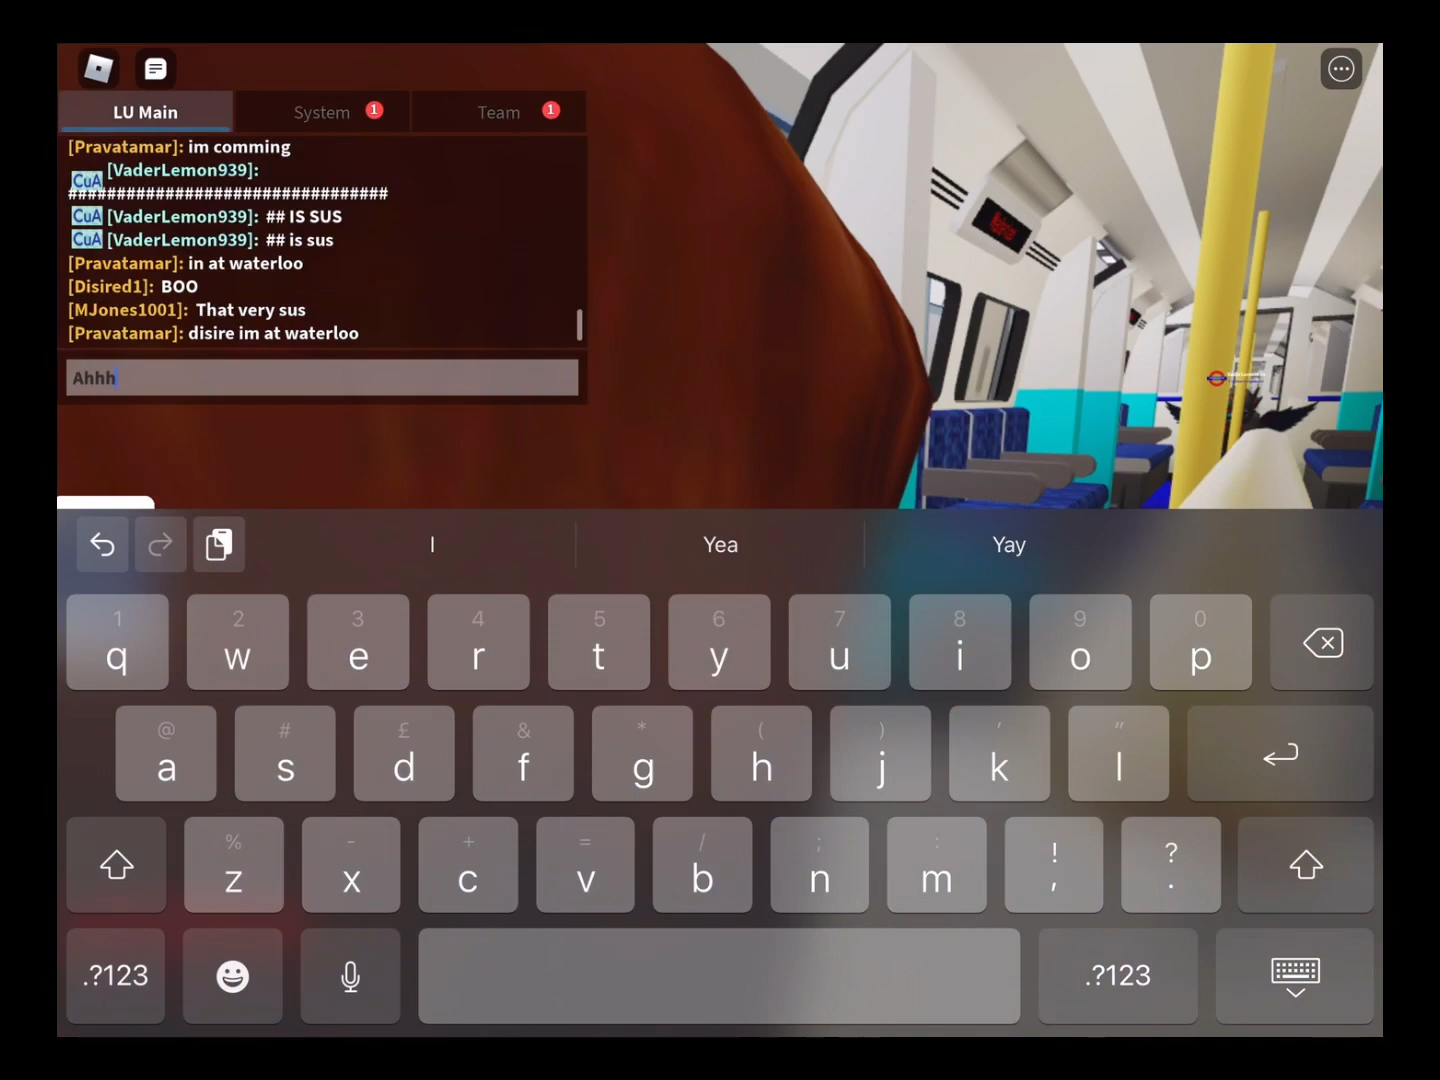 LU Main System 1 Team 1
[Pravatamar]: im comming
CuA [VaderLemon939]:
################################
CuA [VaderLemon939]: ## IS SUS
CuA [VaderLemon939]: ## is sus
[Pravatamar]: in at waterloo
[Disired1]: BOO
[MJones1001]: That very sus
[Pravatamar]: disire im at waterloo
Ahhh
I Yea Yay
1 2 3 4 5 6 7 8 9 0
q w e r t y u i o p
@ # £ & * ( ) ' "
a s d f g h j k l
% - + = / ; : ! ?
z x c v b n m , .
.?123 .?123